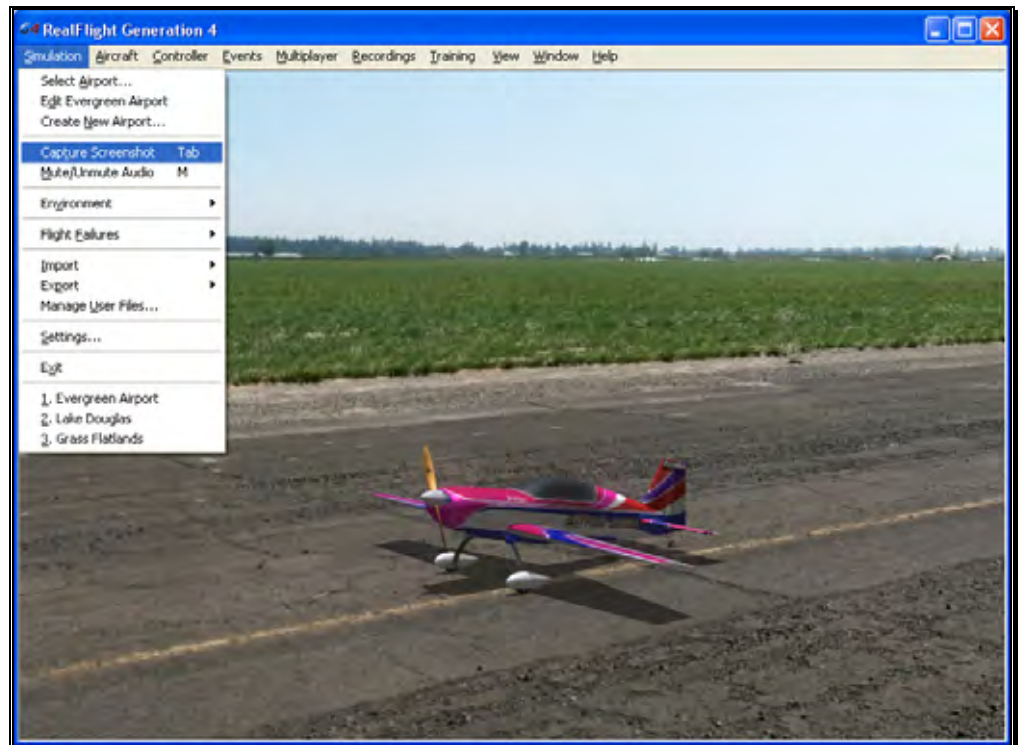 RealFlight Generation 4
Simulation Aircraft Controller Events Multiplayer Recordings Training View Window Help
Select Airport...
Edit Evergreen Airport
Create New Airport...
Capture Screenshot Tab
Mute/Unmute Audio M
Environment
Flight Failures
Import
Export
Manage User Files...
Settings...
Exit
1. Evergreen Airport
2. Lake Douglas
3. Grass Flatlands